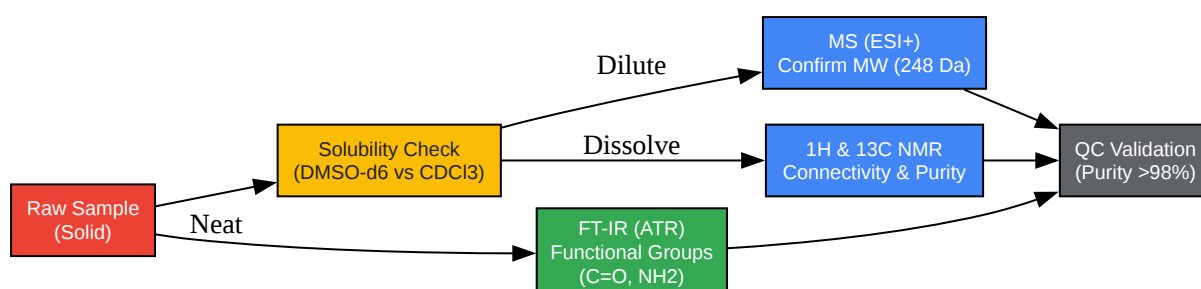 Raw Sample
(Solid)
Neat
Solubility Check
(DMSO-d6 vs CDCl3)
Dilute
Dissolve
MS (ESI+)
Confirm MW (248 Da)
1H & 13C NMR
Connectivity & Purity
FT-IR (ATR)
Functional Groups
(C=O, NH2)
QC Validation
(Purity >98%)